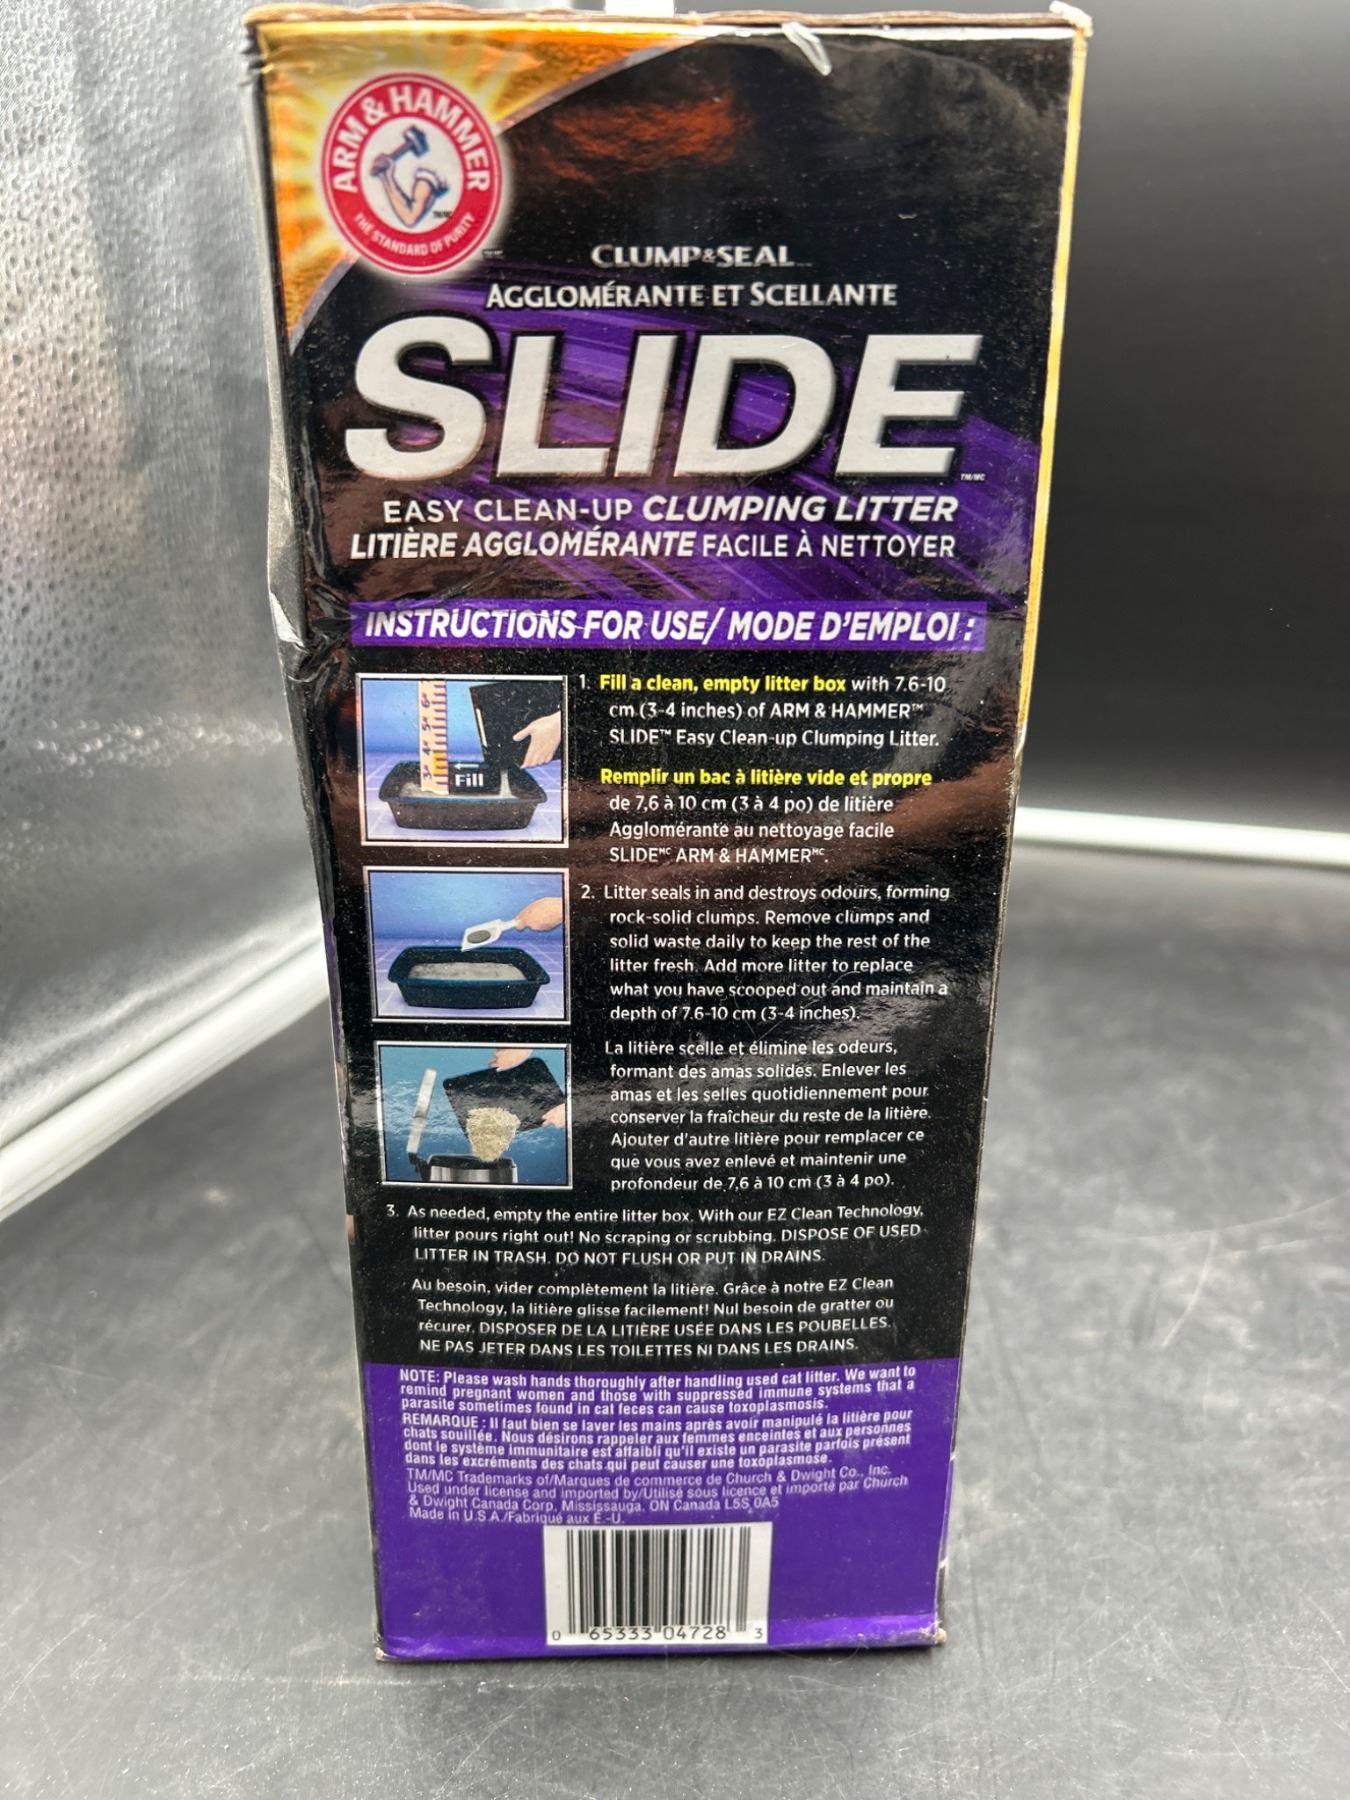 ARM & HAMMER
THE STANDARD OF PURITY
TM/MC
CLUMP&SEAL
AGGLOMÉRANTE ET SCELLANTE
SLIDE
TM/MC
EASY CLEAN-UP CLUMPING LITTER
LITIÈRE AGGLOMÉRANTE FACILE À NETTOYER
INSTRUCTIONS FOR USE/ MODE D'EMPLOI :
3" 4" 5" 6"
Fill
1. Fill a clean, empty litter box with 7.6-10
cm (3-4 inches) of ARM & HAMMER™
SLIDE™ Easy Clean-up Clumping Litter.
Remplir un bac à litière vide et propre
de 7,6 à 10 cm (3 à 4 po) de litière
Agglomérante au nettoyage facile
SLIDEᴹᶜ ARM & HAMMERᴹᶜ.
2. Litter seals in and destroys odours, forming
rock-solid clumps. Remove clumps and
solid waste daily to keep the rest of the
litter fresh. Add more litter to replace
what you have scooped out and maintain a
depth of 7.6-10 cm (3-4 inches).
La litière scelle et élimine les odeurs,
formant des amas solides. Enlever les
amas et les selles quotidiennement pour
conserver la fraîcheur du reste de la litière.
Ajouter d'autre litière pour remplacer ce
que vous avez enlevé et maintenir une
profondeur de 7,6 à 10 cm (3 à 4 po).
3. As needed, empty the entire litter box. With our EZ Clean Technology,
litter pours right out! No scraping or scrubbing. DISPOSE OF USED
LITTER IN TRASH. DO NOT FLUSH OR PUT IN DRAINS.
Au besoin, vider complètement la litière. Grâce à notre EZ Clean
Technology, la litière glisse facilement! Nul besoin de gratter ou
récurer. DISPOSER DE LA LITIÈRE USÉE DANS LES POUBELLES.
NE PAS JETER DANS LES TOILETTES NI DANS LES DRAINS.
NOTE: Please wash hands thoroughly after handling used cat litter. We want to
remind pregnant women and those with suppressed immune systems that a
parasite sometimes found in cat feces can cause toxoplasmosis.
REMARQUE : Il faut bien se laver les mains après avoir manipulé la litière pour
chats souillée. Nous désirons rappeler aux femmes enceintes et aux personnes
dont le système immunitaire est affaibli qu'il existe un parasite parfois présent
dans les excréments des chats qui peut causer une toxoplasmose.
TM/MC Trademarks of/Marques de commerce de Church & Dwight Co., Inc.
Used under license and imported by/Utilisé sous licence et importé par Church
& Dwight Canada Corp, Mississauga, ON Canada L5S 0A5
Made in U.S.A./Fabriqué aux É.-U.
0 65333 04728 3